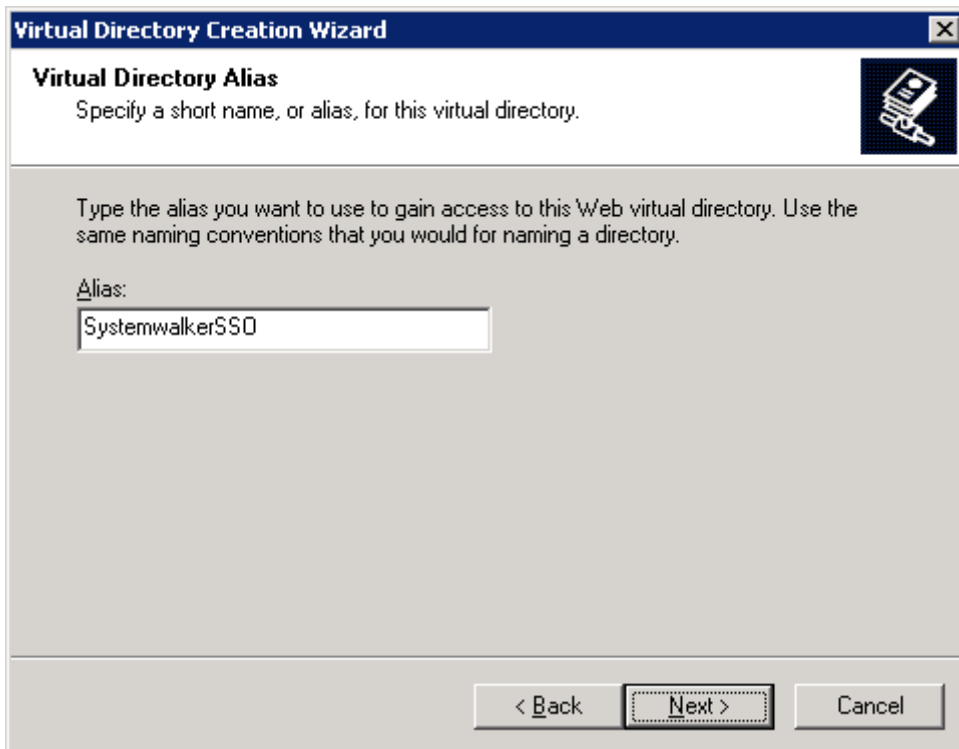 Virtual Directory Creation Wizard
Virtual Directory Alias
Specify a short name, or alias, for this virtual directory.
Type the alias you want to use to gain access to this Web virtual directory. Use the
same naming conventions that you would for naming a directory.
Alias:
SystemwalkerSSO
< Back Next > Cancel